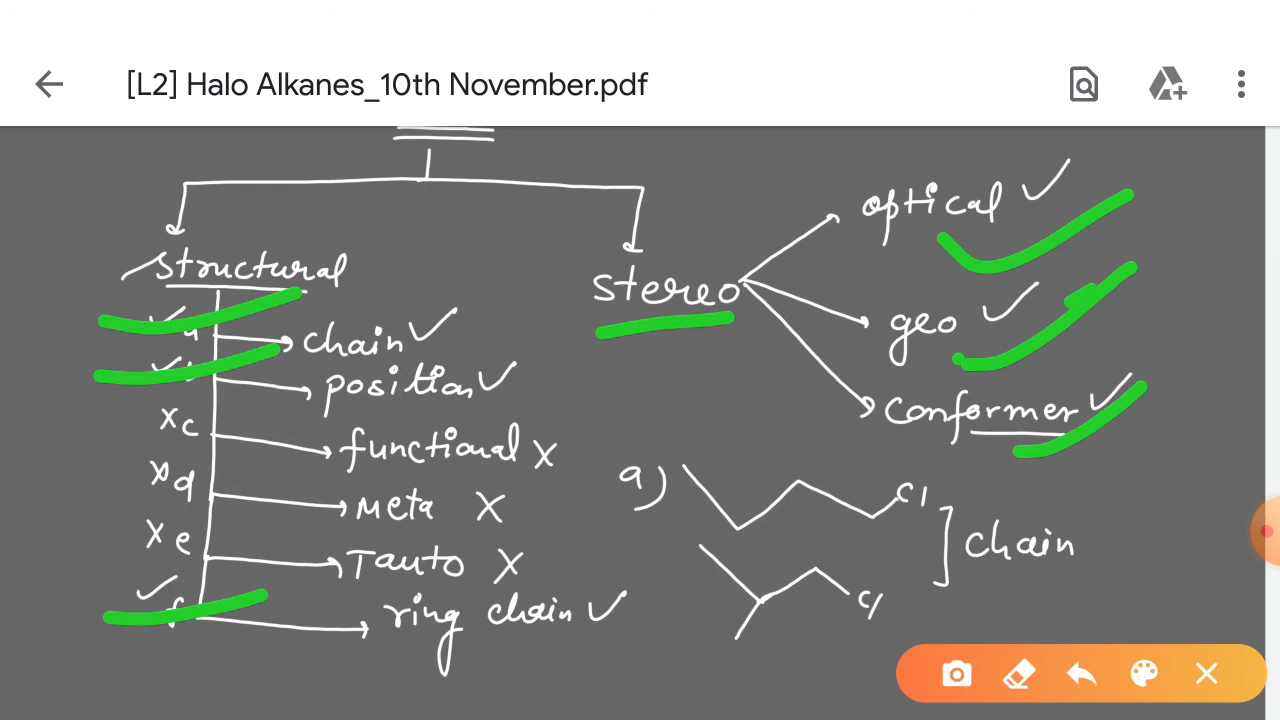 [L2] Halo Alkanes_10th November.pdf
structural
chain ✓
position ✓
x c
functional X
x d
Meta X
x e
Tauto X
✓ f
ring chain ✓
stereo
optical ✓
geo ✓
Conformer ✓
a)
Cl
Cl
] chain